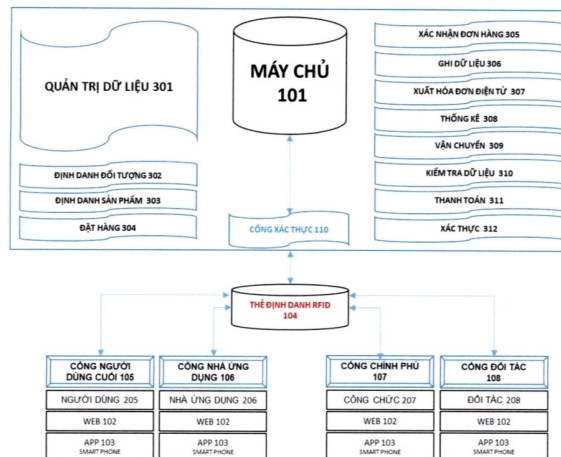 QUẢN TRỊ DỮ LIỆU 301
ĐỊNH DANH ĐỐI TƯỢNG 302
ĐỊNH DANH SẢN PHẨM 303
ĐẶT HÀNG 304
MÁY CHỦ
101
CỔNG XÁC THỰC 110
XÁC NHẬN ĐƠN HÀNG 305
GHI DỮ LIỆU 306
XUẤT HÓA ĐƠN ĐIỆN TỬ 307
THỐNG KÊ 308
VẬN CHUYỂN 309
KIỂM TRA DỮ LIỆU 310
THANH TOÁN 311
XÁC THỰC 312
THẺ ĐỊNH DANH RFID
104
CỔNG NGƯỜI
DÙNG CUỐI 105
NGƯỜI DÙNG 205
WEB 102
APP 103
SMART PHONE
CỔNG NHÀ ỨNG
DỤNG 106
NHÀ ỨNG DỤNG 206
WEB 102
APP 103
SMART PHONE
CỔNG CHÍNH PHỦ
107
CÔNG CHỨC 207
WEB 102
APP 103
SMART PHONE
CỔNG ĐỐI TÁC
108
ĐỐI TÁC 208
WEB 102
APP 103
SMART PHONE